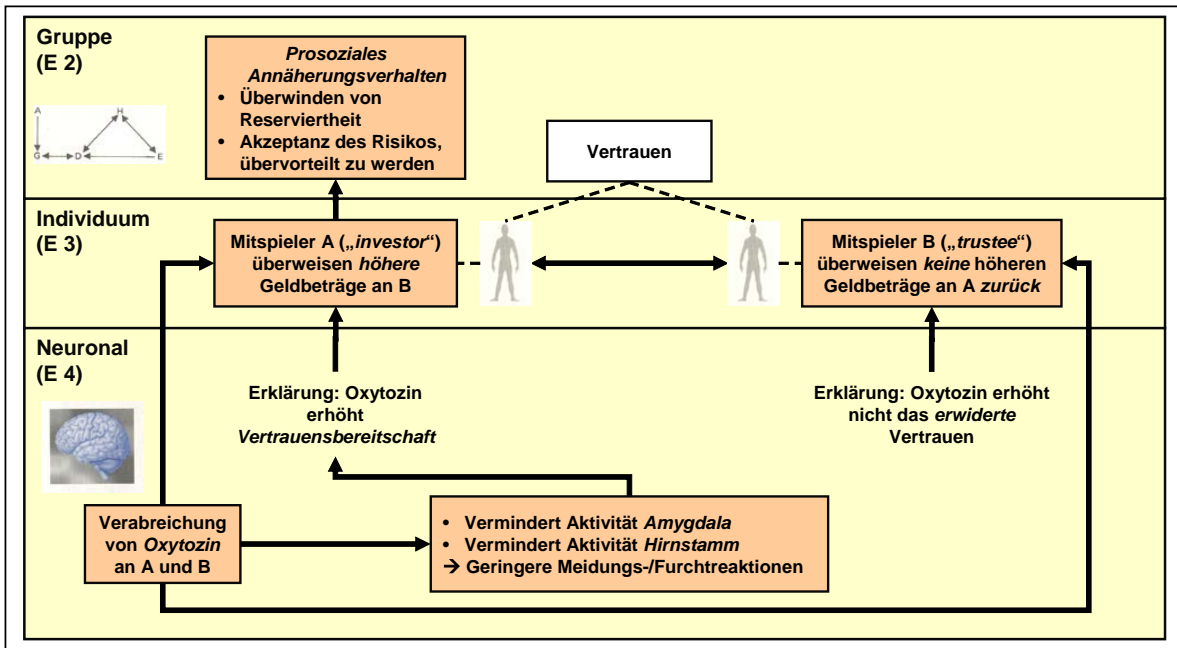 Gruppe
(E 2)
A
H
G
D
E
Prosoziales
Annäherungsverhalten
• Überwinden von
Reserviertheit
• Akzeptanz des Risikos,
übervorteilt zu werden
Vertrauen
Individuum
(E 3)
Mitspieler A („investor“)
überweisen höhere
Geldbeträge an B
Mitspieler B („trustee“)
überweisen keine höheren
Geldbeträge an A zurück
Neuronal
(E 4)
Erklärung: Oxytozin
erhöht
Vertrauensbereitschaft
Erklärung: Oxytozin erhöht
nicht das erwiderte
Vertrauen
Verabreichung
von Oxytozin
an A und B
• Vermindert Aktivität Amygdala
• Vermindert Aktivität Hirnstamm
→ Geringere Meidungs-/Furchtreaktionen